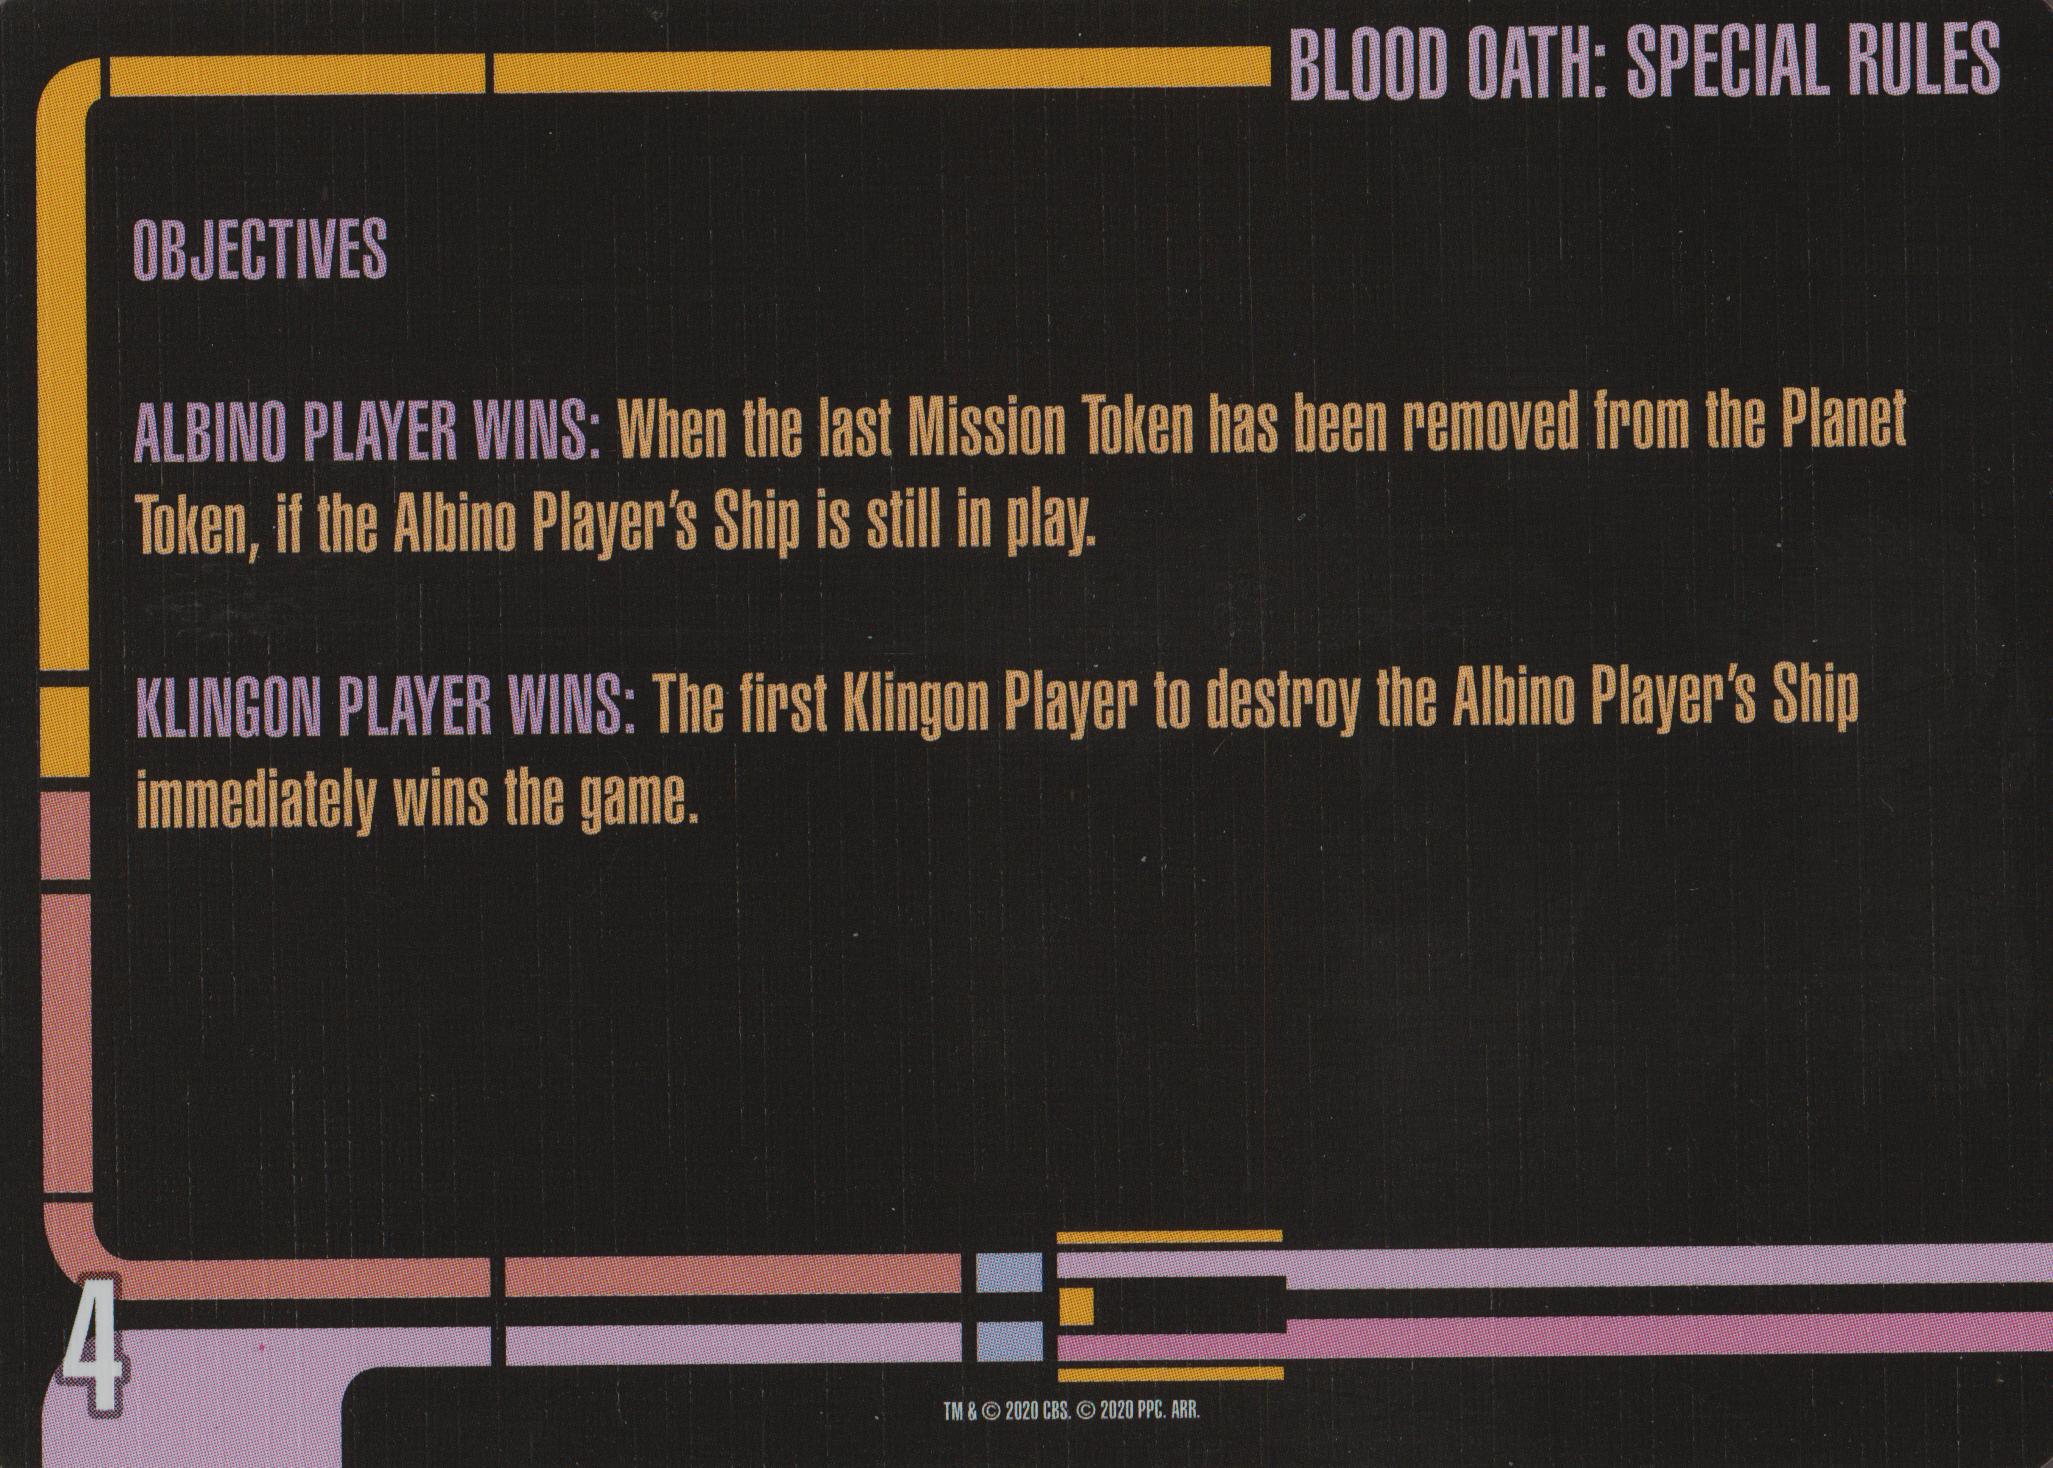 BLOOD OATH: SPECIAL RULES
OBJECTIVES
ALBINO PLAYER WINS: When the last Mission Token has been removed from the Planet
Token, if the Albino Player's Ship is still in play.
KLINGON PLAYER WINS: The first Klingon Player to destroy the Albino Player's Ship
immediately wins the game.
4
TM & © 2020 CBS. © 2020 PPC. ARR.